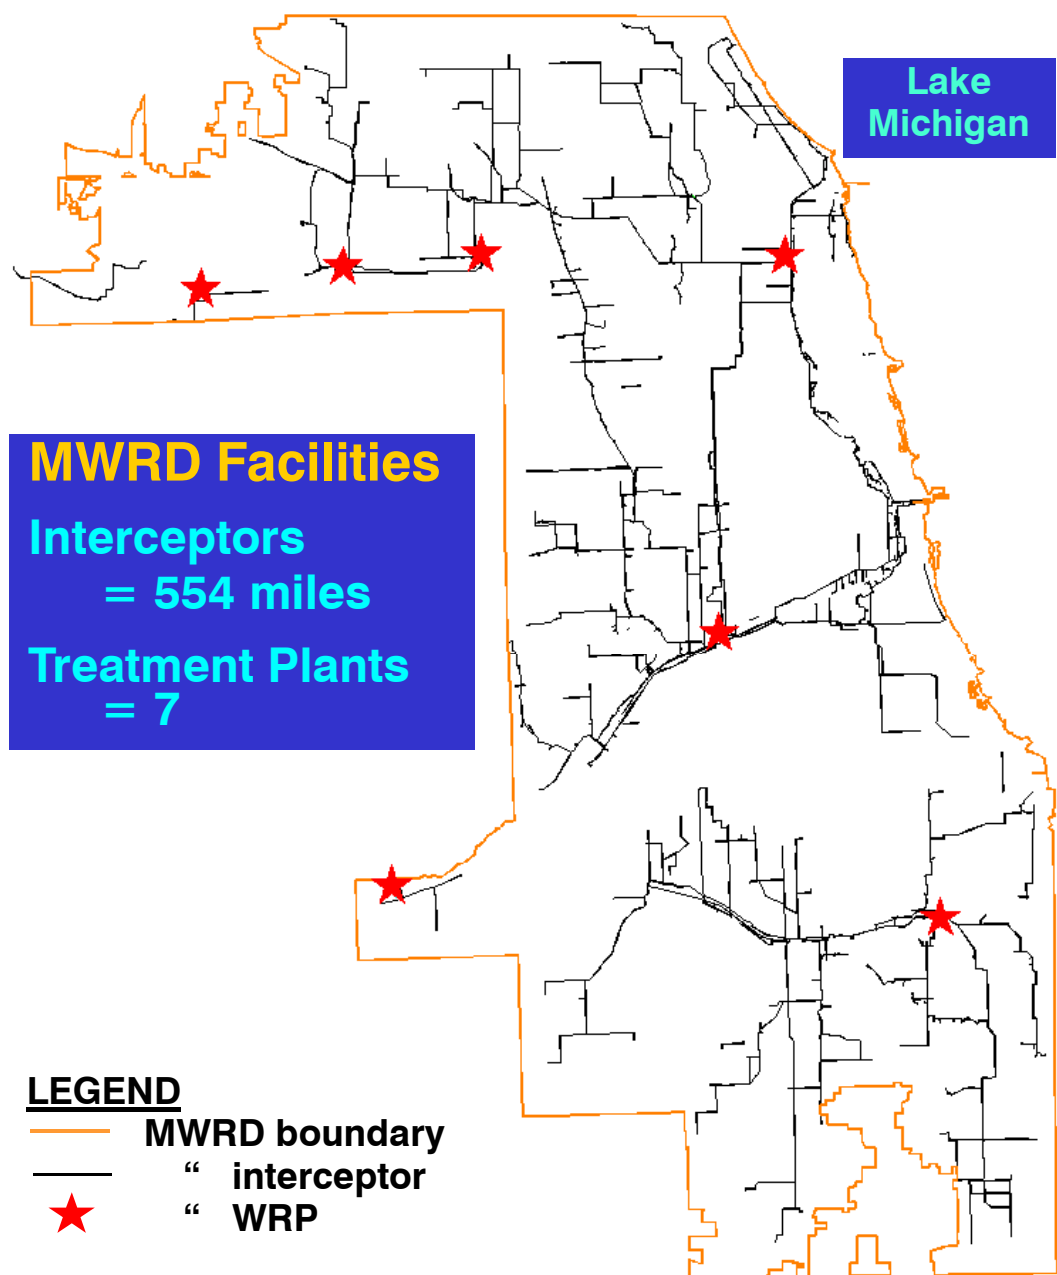 Lake
Michigan
MWRD Facilities
Interceptors
= 554 miles
Treatment Plants
= 7
LEGEND
MWRD boundary
“ interceptor
“ WRP